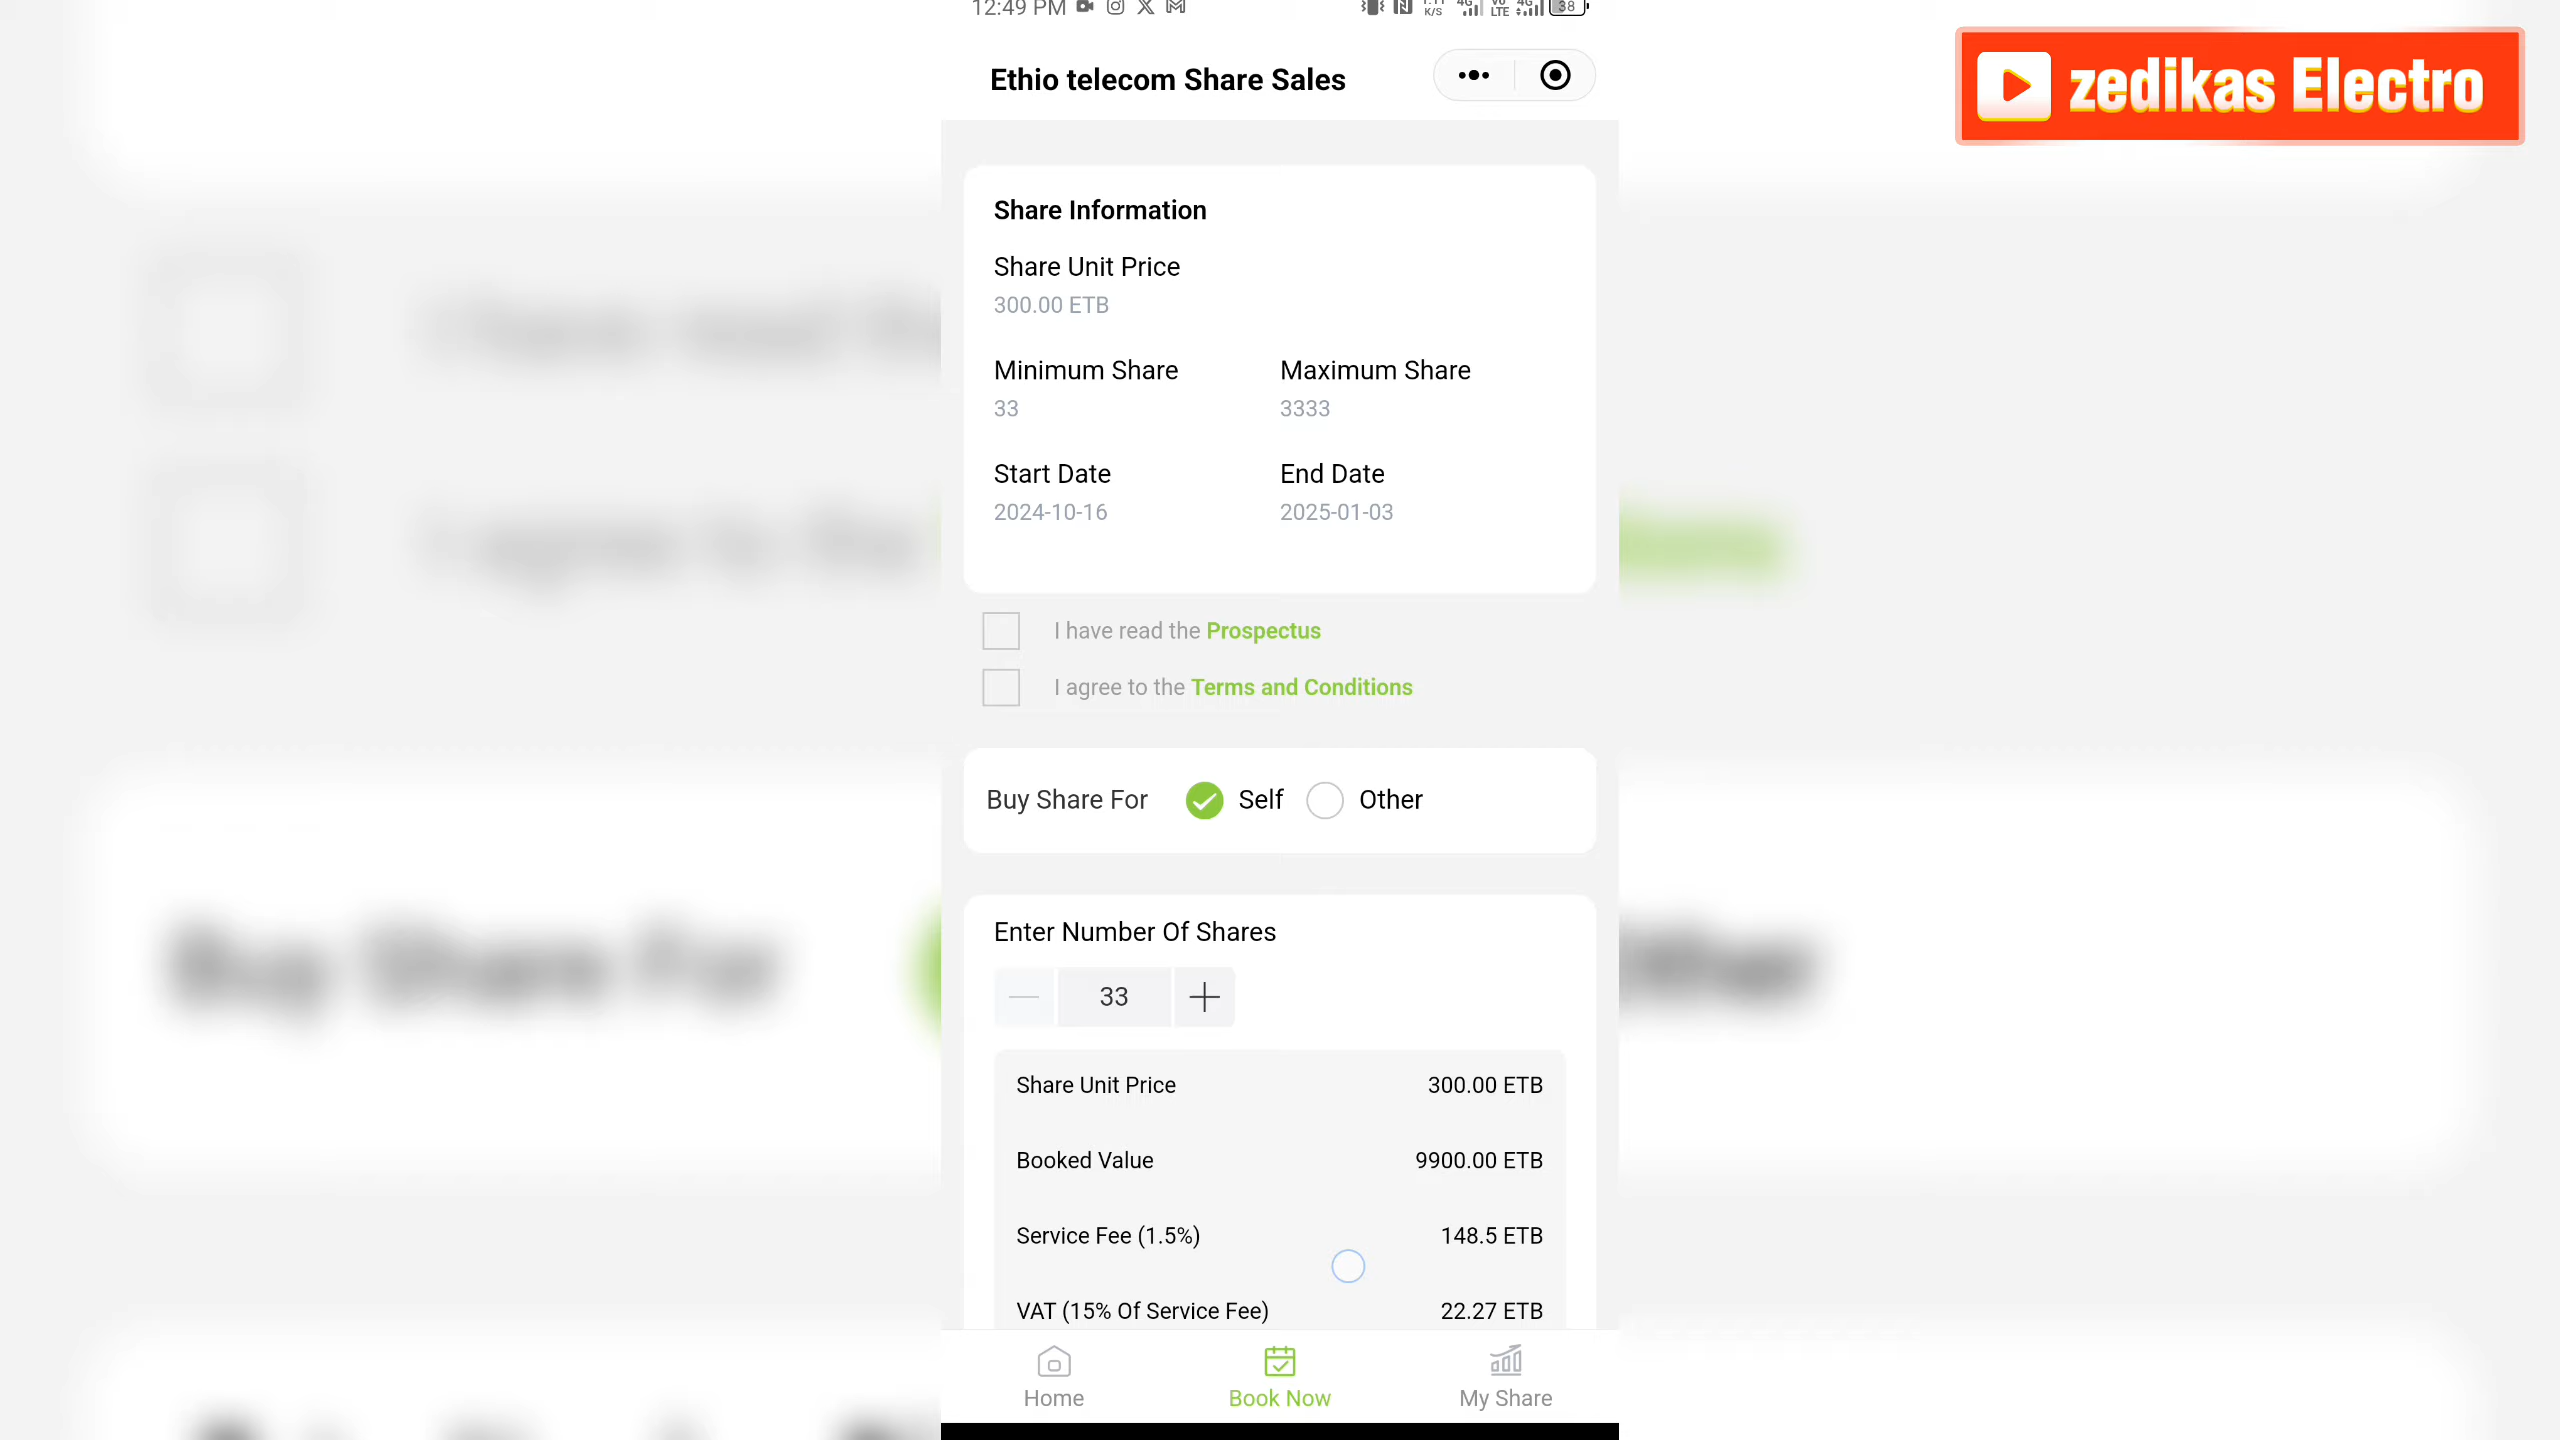 12:49 PM
K/S
4G
LTE
4G
38
Ethio telecom Share Sales
zedikas Electro
Share Information
Share Unit Price
300.00 ETB
Minimum Share
Maximum Share
33
3333
Start Date
End Date
2024-10-16
2025-01-03
I have read the Prospectus
I agree to the Terms and Conditions
Buy Share For
Self
Other
Enter Number Of Shares
33
Share Unit Price
300.00 ETB
Booked Value
9900.00 ETB
Service Fee (1.5%)
148.5 ETB
VAT (15% Of Service Fee)
22.27 ETB
Home
Book Now
My Share